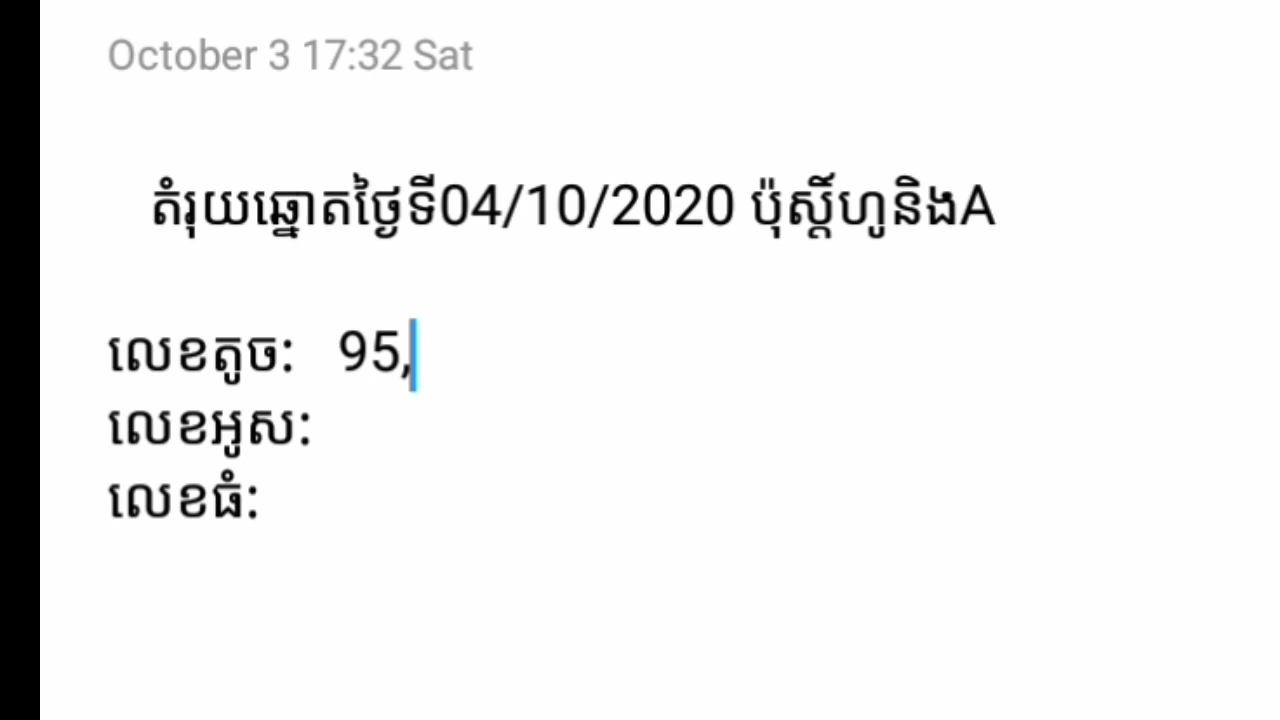 October 3 17:32 Sat
តំរុយឆ្នោតថ្ងៃទី04/10/2020 ប៉ុស្តិ៍ហូនិងA
លេខតូច: 95,
លេខអូស:
លេខធំ: